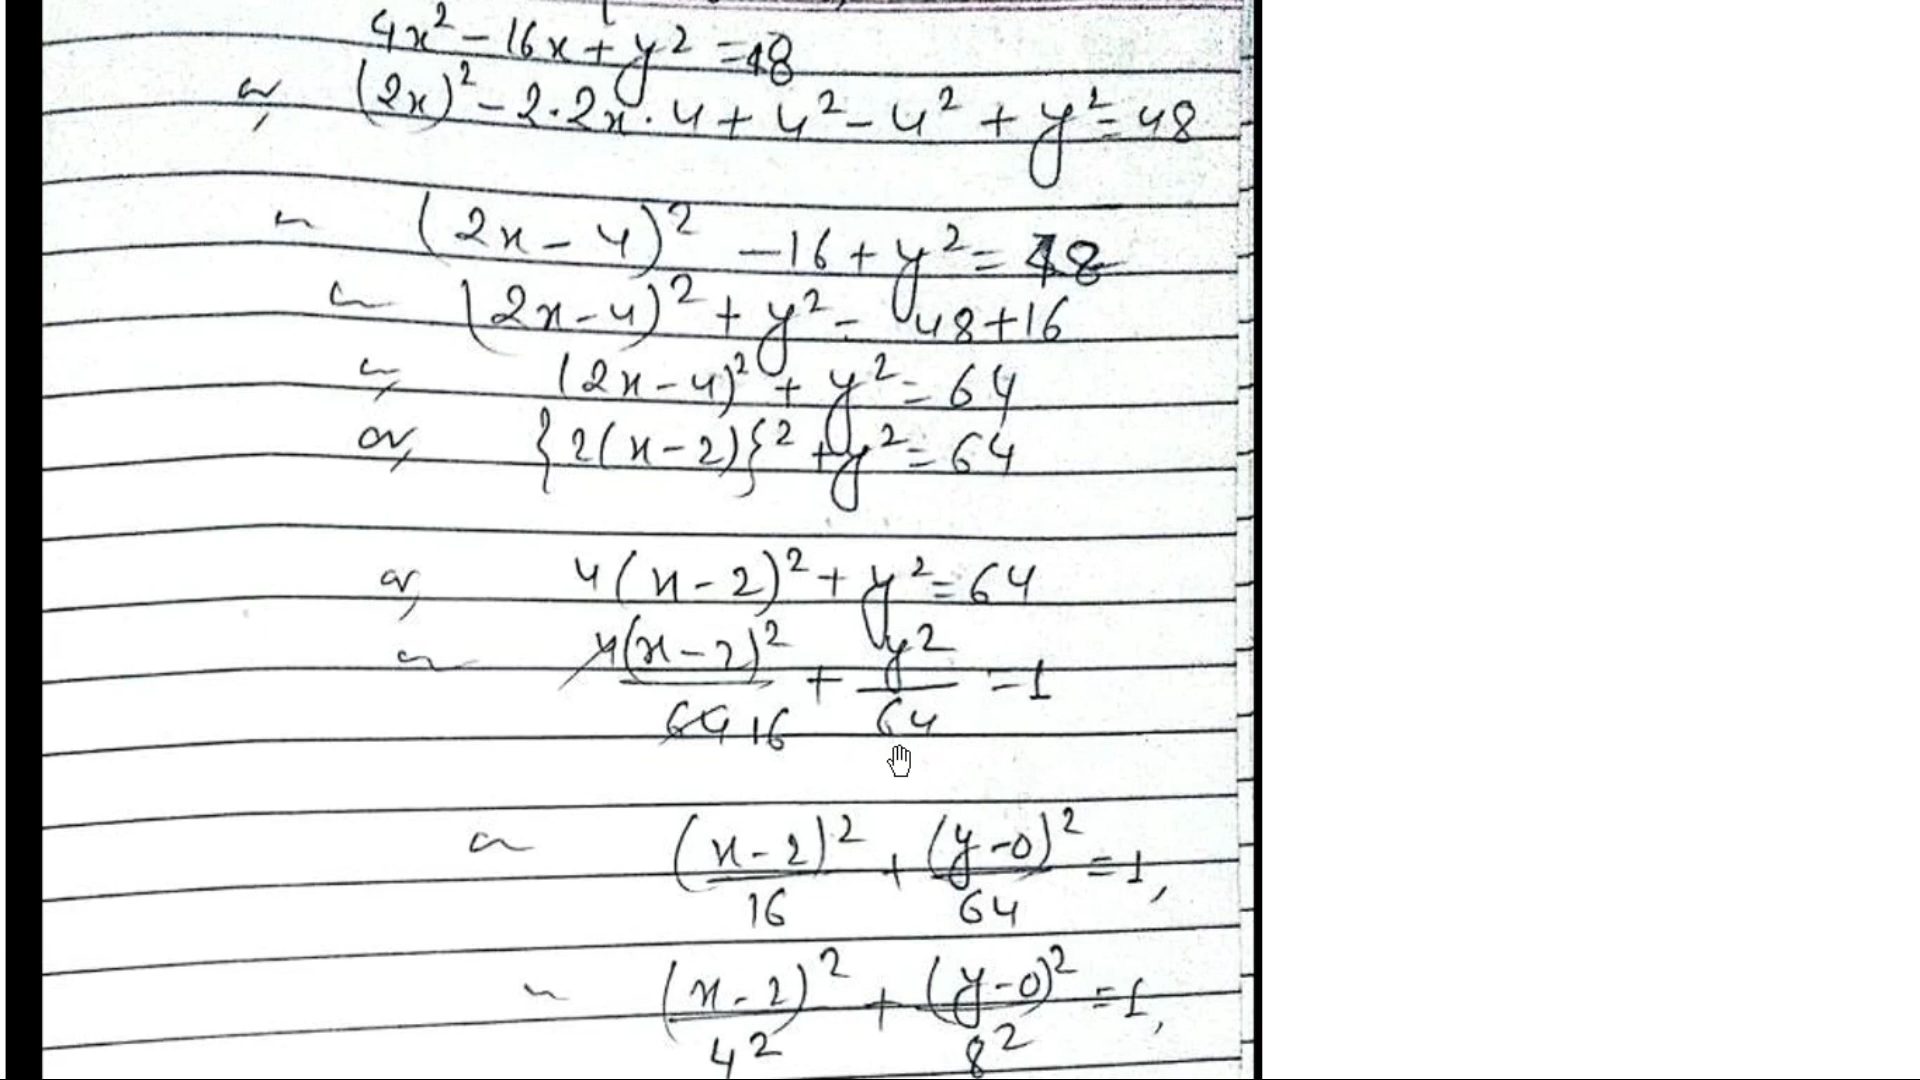 4x² - 16x + y² = 48
or, (2x)² - 2·2x·4 + 4² - 4² + y² = 48
or (2x - 4)² - 16 + y² = 48
or (2x - 4)² + y² = 48 + 16
or, (2x - 4)² + y² = 64
or, {2(x - 2)}² + y² = 64
or, 4(x - 2)² + y² = 64
or 4(x - 2)²/64 16 + y²/64 = 1
or (x - 2)²/16 + (y - 0)²/64 = 1,
or (x - 2)²/4² + (y - 0)²/8² = 1,